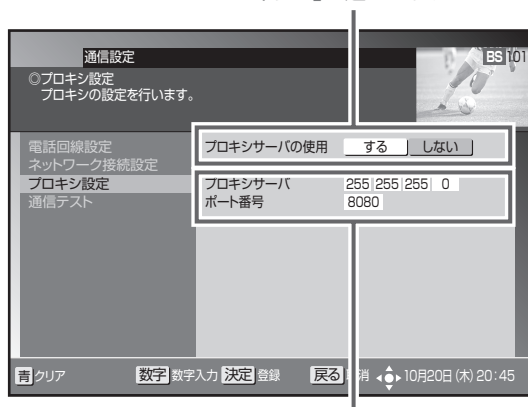 通信設定
BS 101
◎プロキシ設定
プロキシの設定を行います。
電話回線設定
ネットワーク接続設定
プロキシ設定
通信テスト
プロキシサーバの使用 する しない
プロキシサーバ 255 255 255 0
ポート番号 8080
青 クリア 数字 数字入力 決定 登録 戻る 消 10月20日(木) 20:45